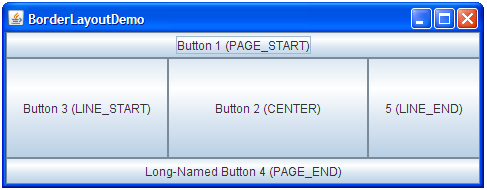 BorderLayoutDemo
Button 1 (PAGE_START)
Button 3 (LINE_START)
Button 2 (CENTER)
5 (LINE_END)
Long-Named Button 4 (PAGE_END)